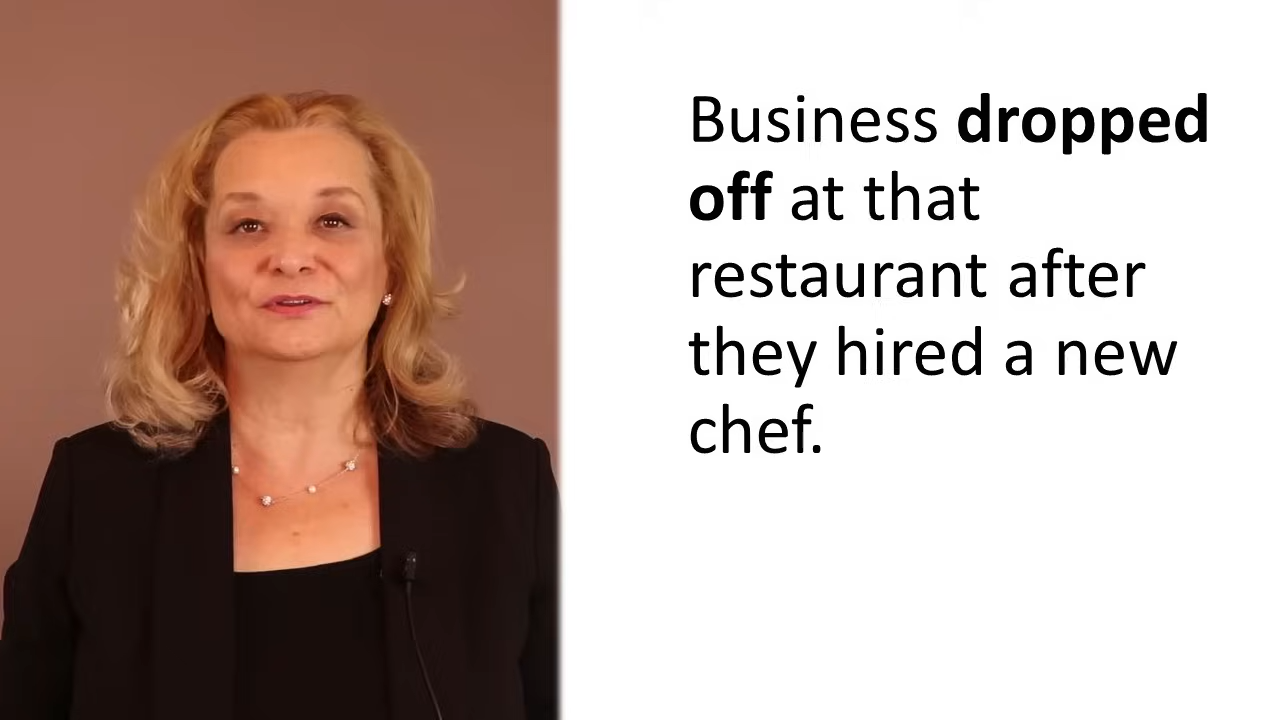 Business dropped
off at that
restaurant after
they hired a new
chef.